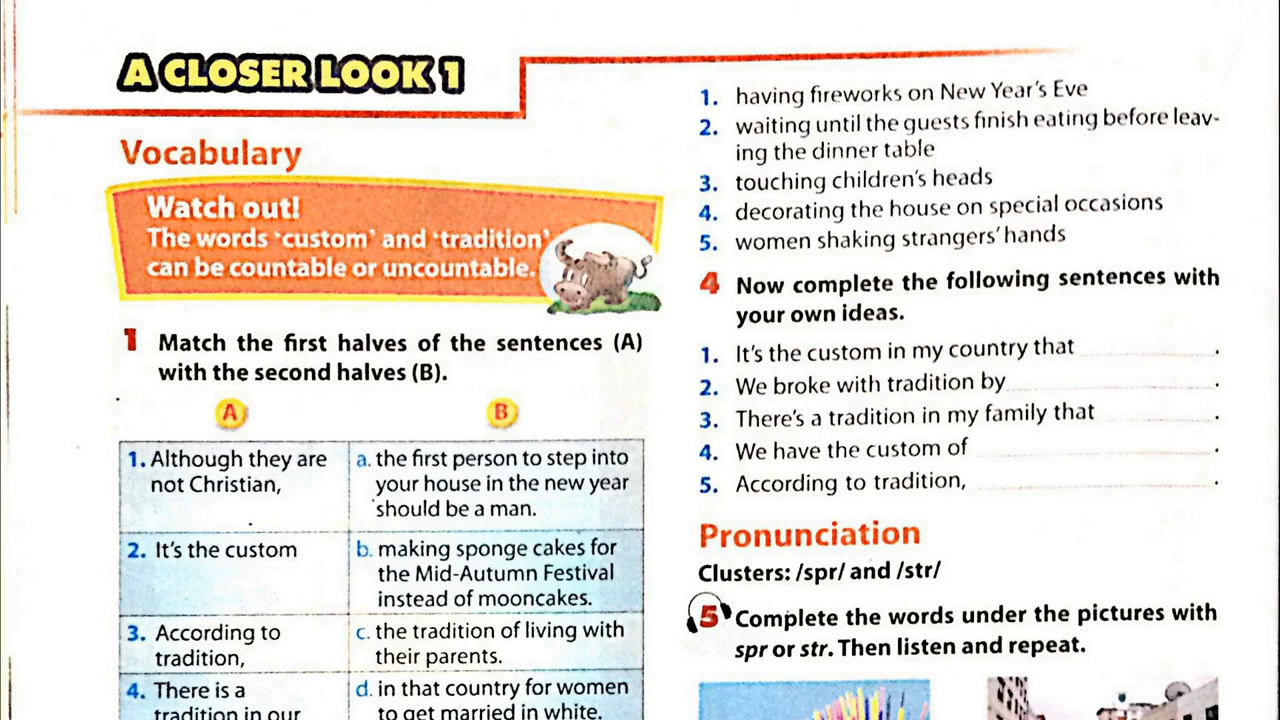 A CLOSER LOOK 1
Vocabulary
Watch out!
The words ‘custom’ and ‘tradition’
can be countable or uncountable.
1 Match the first halves of the sentences (A)
with the second halves (B).
A
B
1. Although they are
not Christian,
a. the first person to step into
your house in the new year
should be a man.
2. It's the custom
b. making sponge cakes for
the Mid-Autumn Festival
instead of mooncakes.
3. According to
tradition,
c. the tradition of living with
their parents.
4. There is a
tradition in our
d. in that country for women
to get married in white.
1. having fireworks on New Year's Eve
2. waiting until the guests finish eating before leav-
ing the dinner table
3. touching children's heads
4. decorating the house on special occasions
5. women shaking strangers' hands
4 Now complete the following sentences with
your own ideas.
1. It's the custom in my country that .
2. We broke with tradition by .
3. There's a tradition in my family that .
4. We have the custom of .
5. According to tradition, .
Pronunciation
Clusters: /spr/ and /str/
5 Complete the words under the pictures with
spr or str. Then listen and repeat.